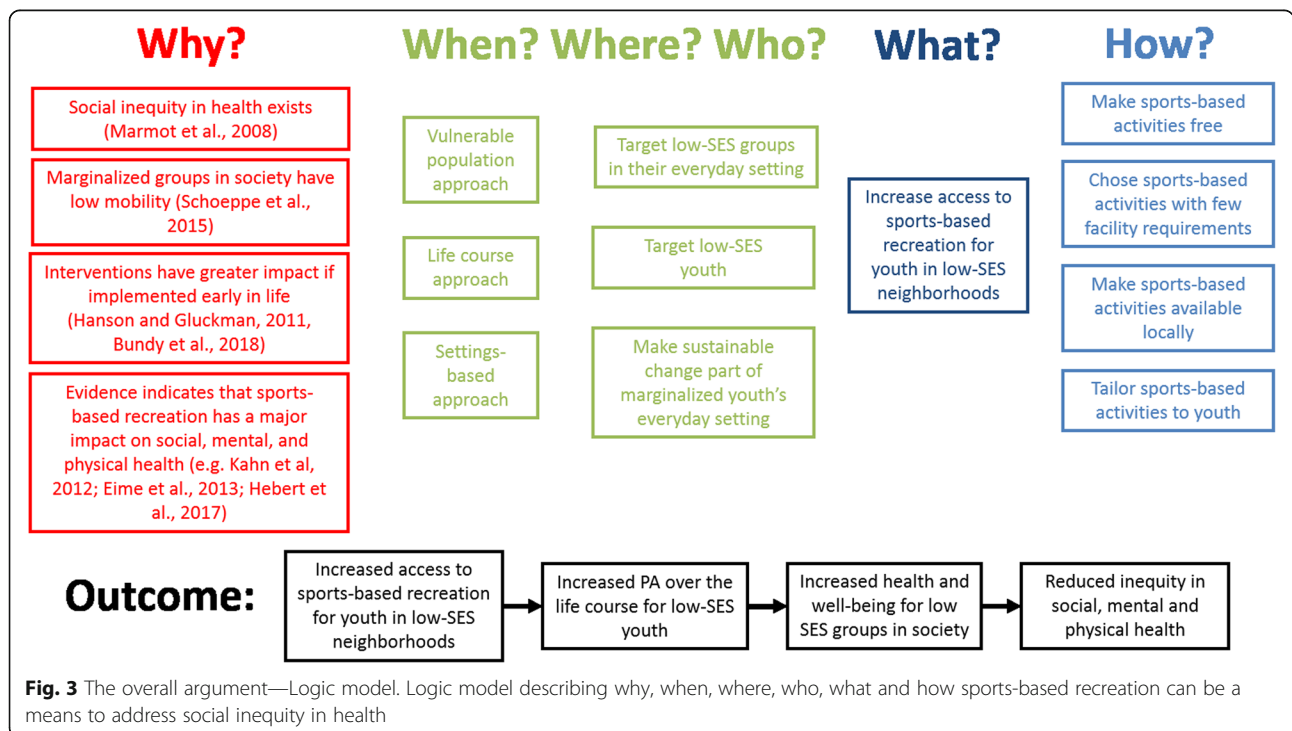 Why?
Social inequity in health exists
(Marmot et al., 2008)
Marginalized groups in society have
low mobility (Schoeppe et al.,
2015)
Interventions have greater impact if
implemented early in life
(Hanson and Gluckman, 2011,
Bundy et al., 2018)
Evidence indicates that sports-
based recreation has a major
impact on social, mental, and
physical health (e.g. Kahn et al,
2012; Eime et al., 2013; Hebert et
al., 2017)
When? Where? Who?
Vulnerable
population
approach
Target low-SES groups
in their everyday setting
Life course
approach
Target low-SES
youth
Settings-
based
approach
Make sustainable
change part of
marginalized youth's
everyday setting
What?
Increase access to
sports-based
recreation for
youth in low-SES
neighborhoods
How?
Make sports-based
activities free
Chose sports-based
activities with few
facility requirements
Make sports-based
activities available
locally
Tailor sports-based
activities to youth
Outcome:
Increased access to
sports-based recreation
for youth in low-SES
neighborhoods
Increased PA over the
life course for low-SES
youth
Increased health and
well-being for low
SES groups in society
Reduced inequity in
social, mental and
physical health
Fig. 3 The overall argument—Logic model. Logic model describing why, when, where, who, what and how sports-based recreation can be a
means to address social inequity in health